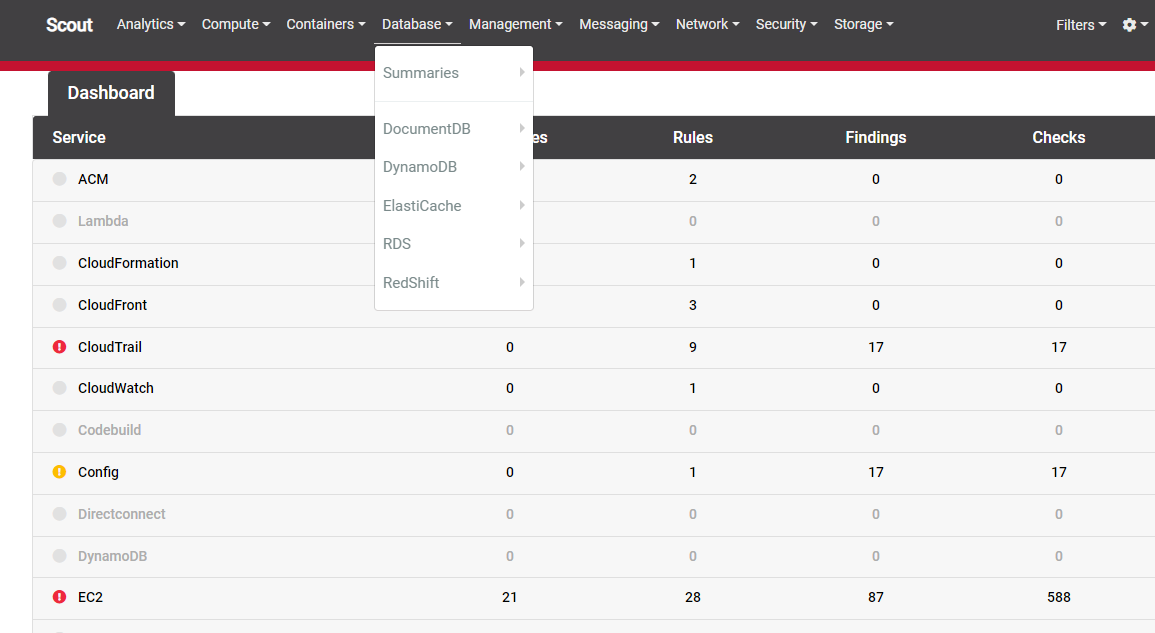 Scout Analytics Compute Containers Database Management Messaging Network Security Storage Filters
Summaries
Dashboard
DocumentDB
Service es Rules Findings Checks
DynamoDB
ACM 2 0 0
ElastiCache
Lambda 0 0 0
RDS
CloudFormation 1 0 0
RedShift
CloudFront 3 0 0
CloudTrail 0 9 17 17
CloudWatch 0 1 0 0
Codebuild 0 0 0 0
Config 0 1 17 17
Directconnect 0 0 0 0
DynamoDB 0 0 0 0
EC2 21 28 87 588